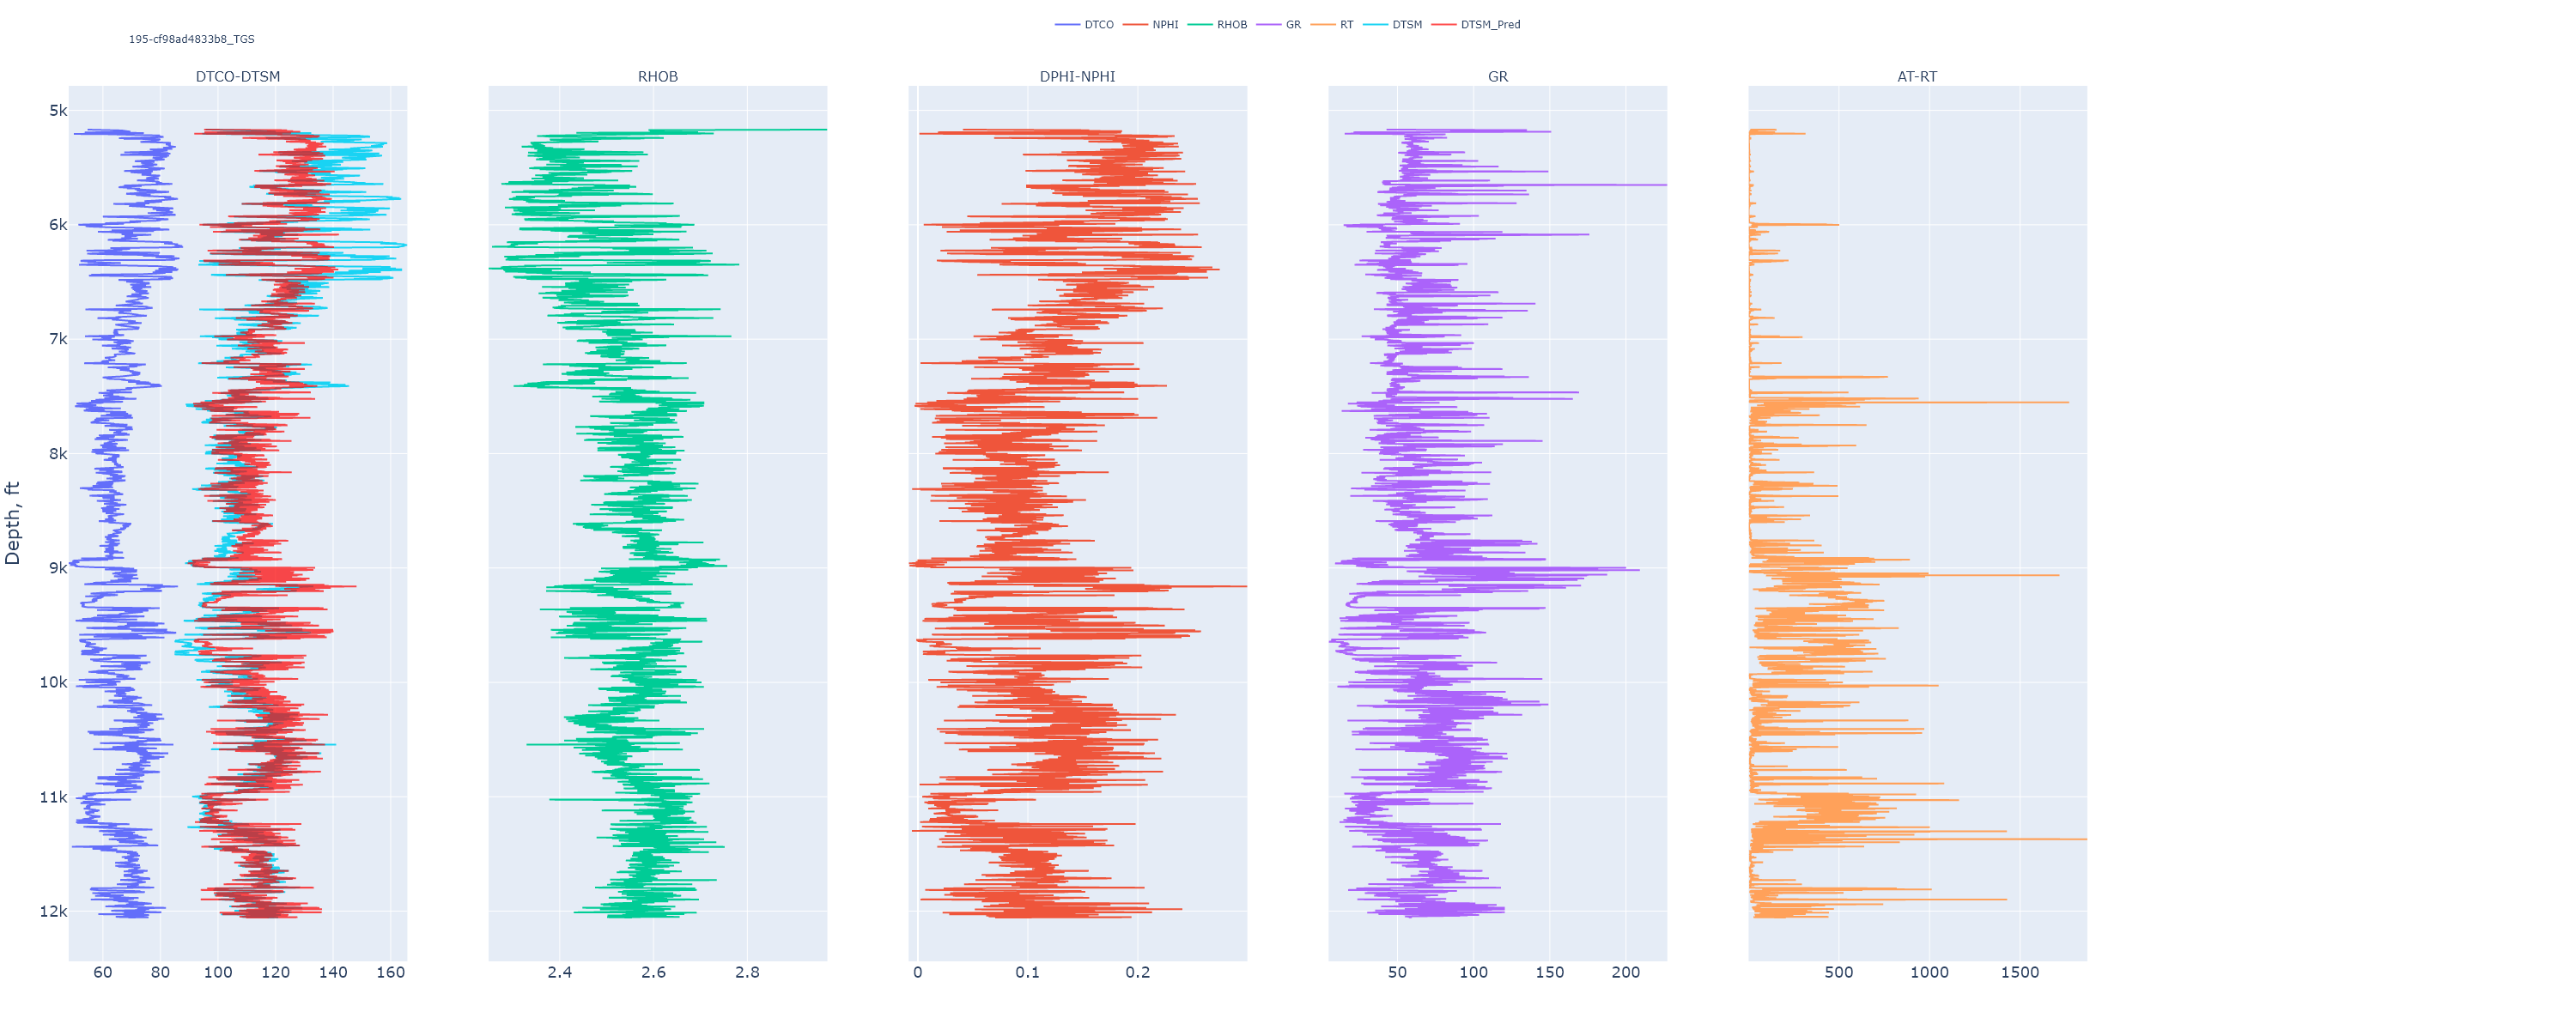 DTCO NPHI RHOB GR RT DTSM DTSM_Pred
195-cf98ad4833b8_TGS
DTCO-DTSM RHOB DPHI-NPHI GR AT-RT
5k
6k
7k
8k
9k
10k
11k
12k
Depth, ft
60 80 100 120 140 160 2.4 2.6 2.8 0 0.1 0.2 50 100 150 200 500 1000 1500